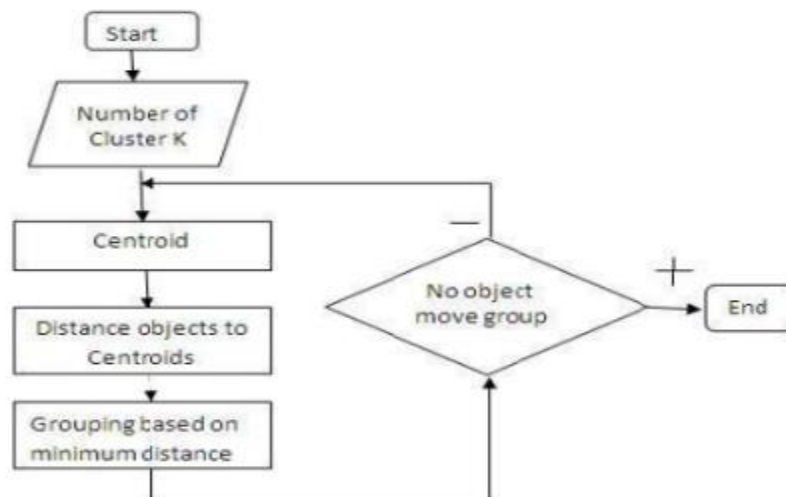 Start
Number of
Cluster K
Centroid
Distance objects to
Centroids
Grouping based on
minimum distance
No object
move group
—
+
End